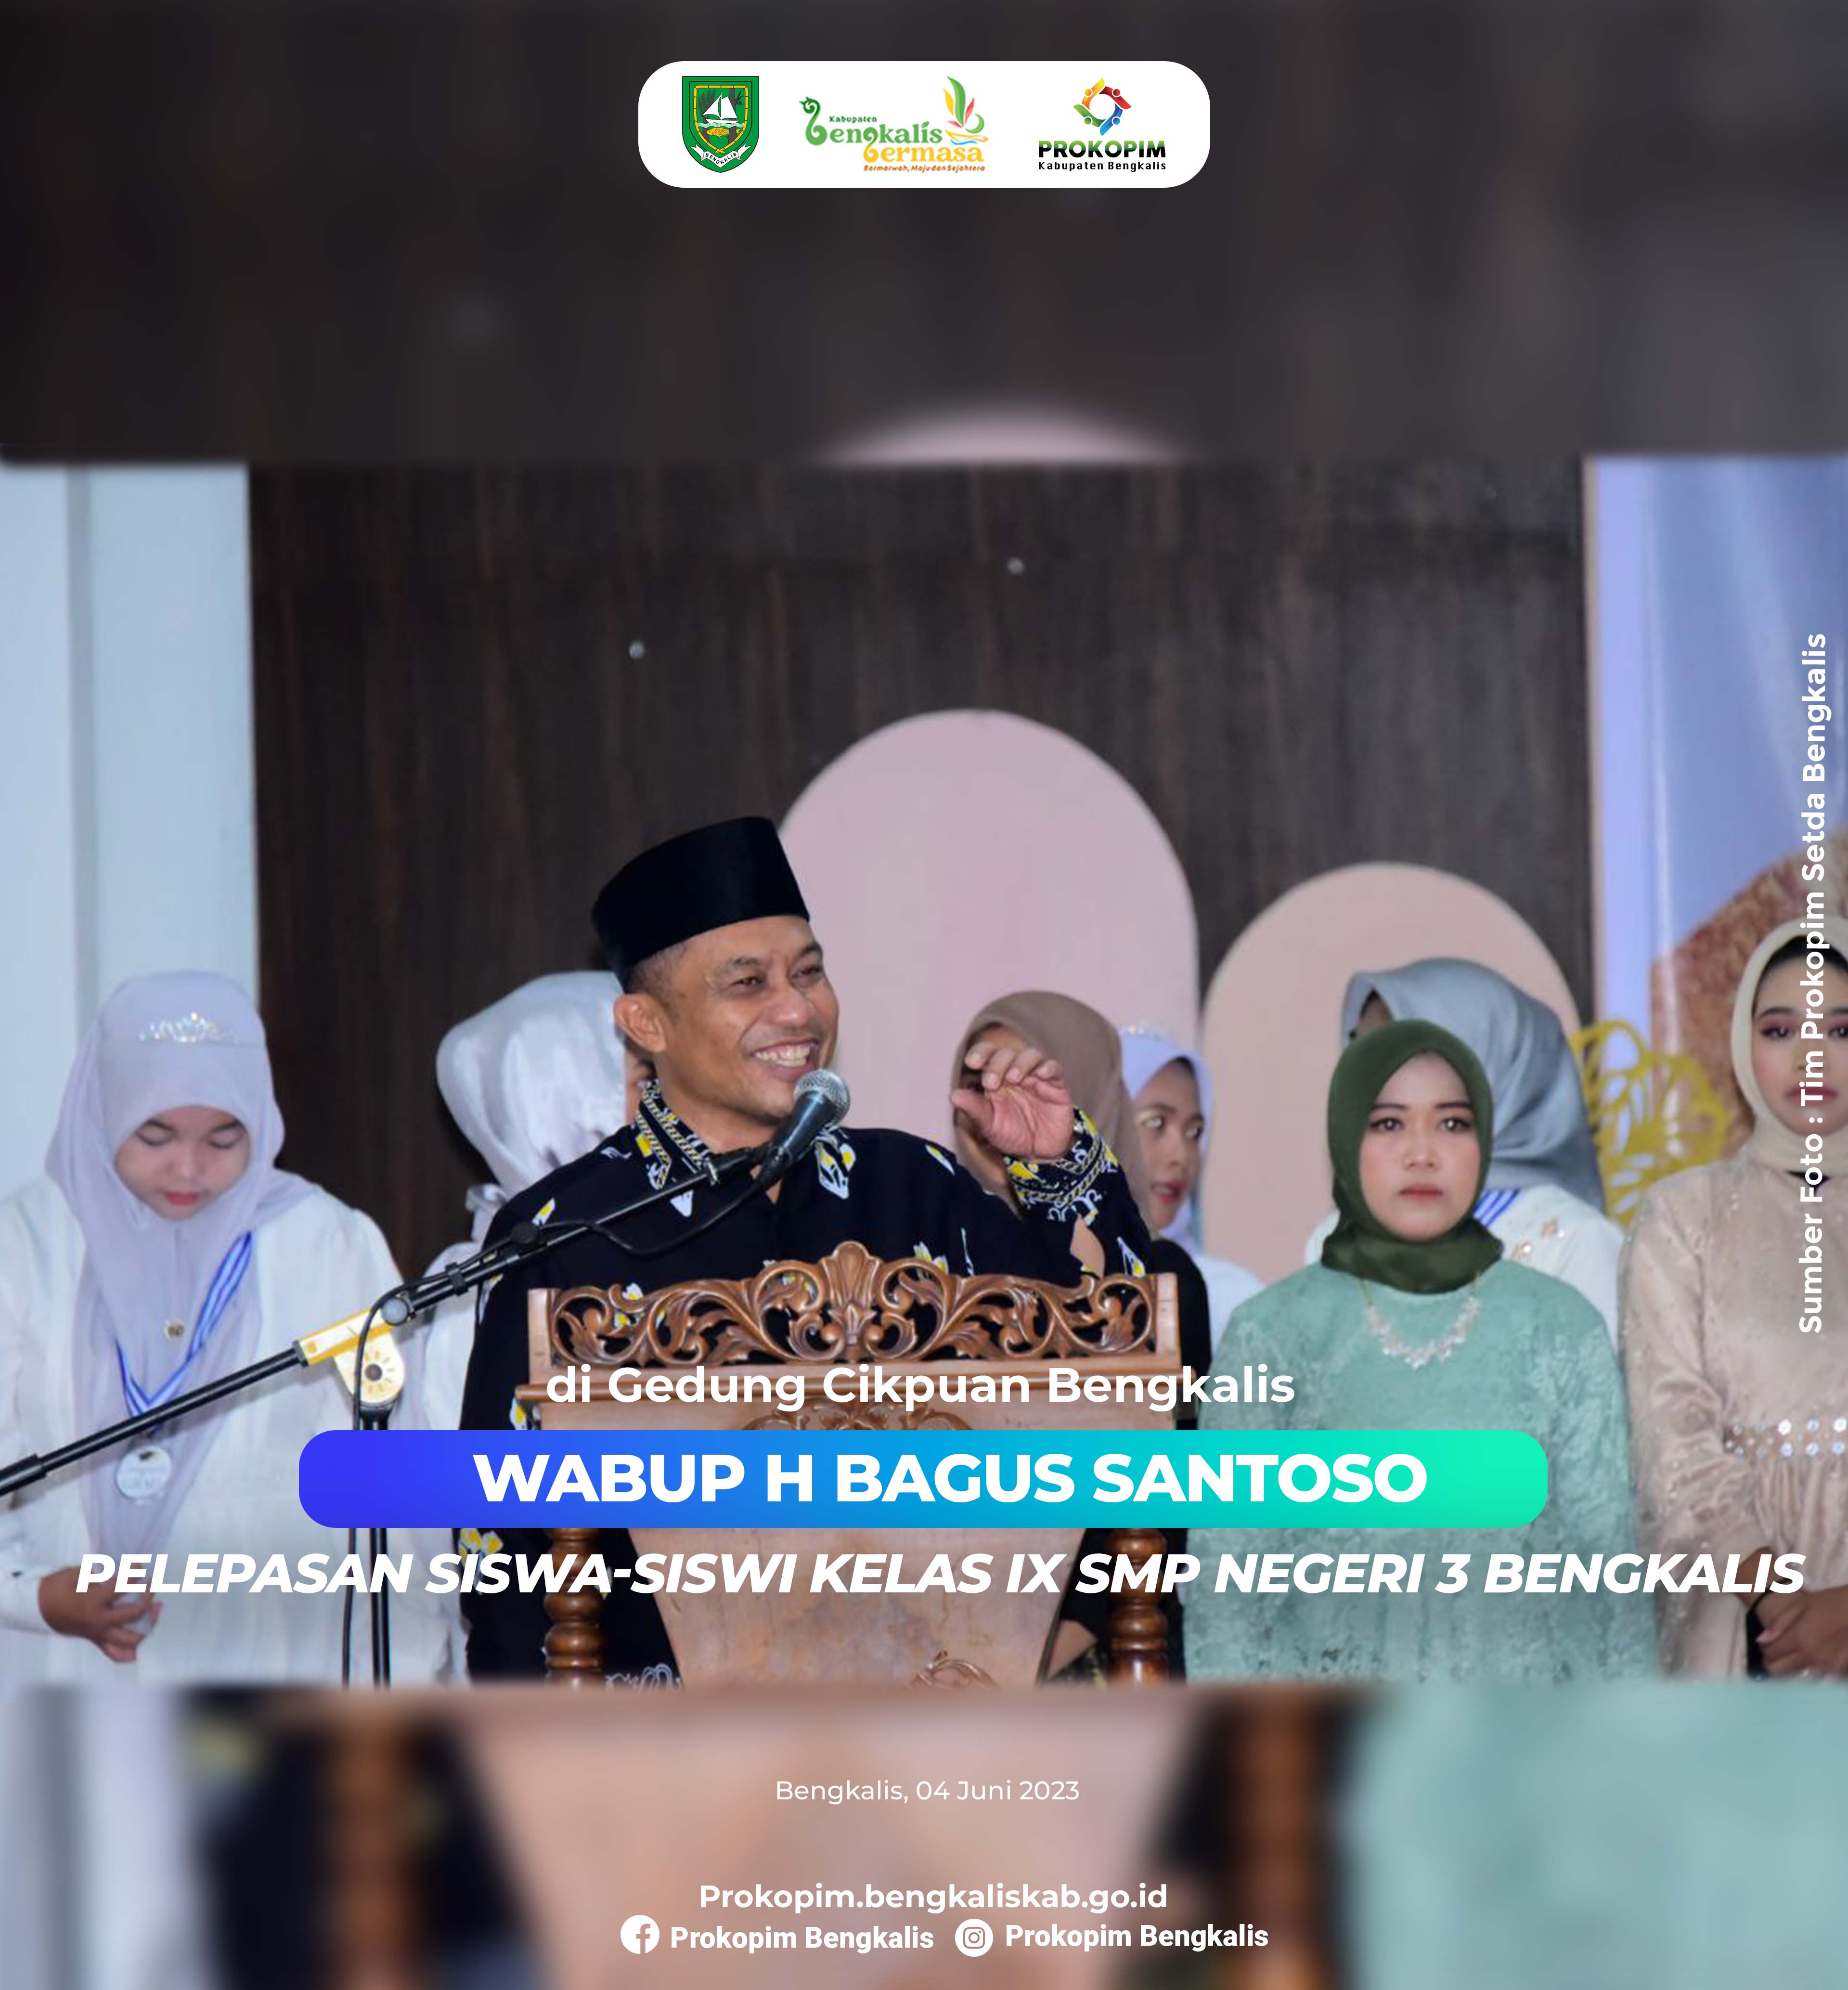 BENGKALIS
Kabupaten
Bengkalis
Bermasa
Bermarwah, Maju dan Sejahtera
PROKOPIM
Kabupaten Bengkalis
Sumber Foto : Tim Prokopim Setda Bengkalis
di Gedung Cikpuan Bengkalis
WABUP H BAGUS SANTOSO
PELEPASAN SISWA-SISWI KELAS IX SMP NEGERI 3 BENGKALIS
Bengkalis, 04 Juni 2023
Prokopim.bengkaliskab.go.id
Prokopim Bengkalis Prokopim Bengkalis